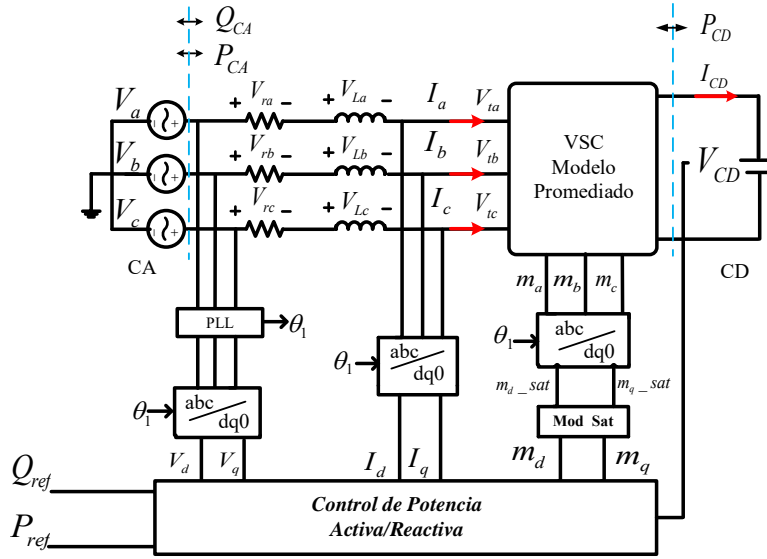 Q_CA
P_CA
P_CD
I_CD
V_a
V_ra
V_La
I_a
V_ta
V_b
V_rb
V_Lb
I_b
V_tb
V_c
V_rc
V_Lc
I_c
V_tc
VSC
Modelo
Promediado
V_CD
CA
CD
m_a m_b m_c
PLL
θ_1
θ_1
abc
dq0
θ_1
abc
dq0
θ_1
abc
dq0
m_d_sat
m_q_sat
Mod Sat
V_d
V_q
I_d
I_q
m_d
m_q
Q_ref
P_ref
Control de Potencia
Activa/Reactiva